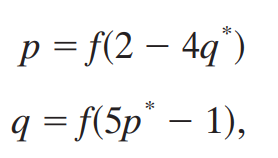 p = f(2 − 4q*)
q = f(5p* − 1),